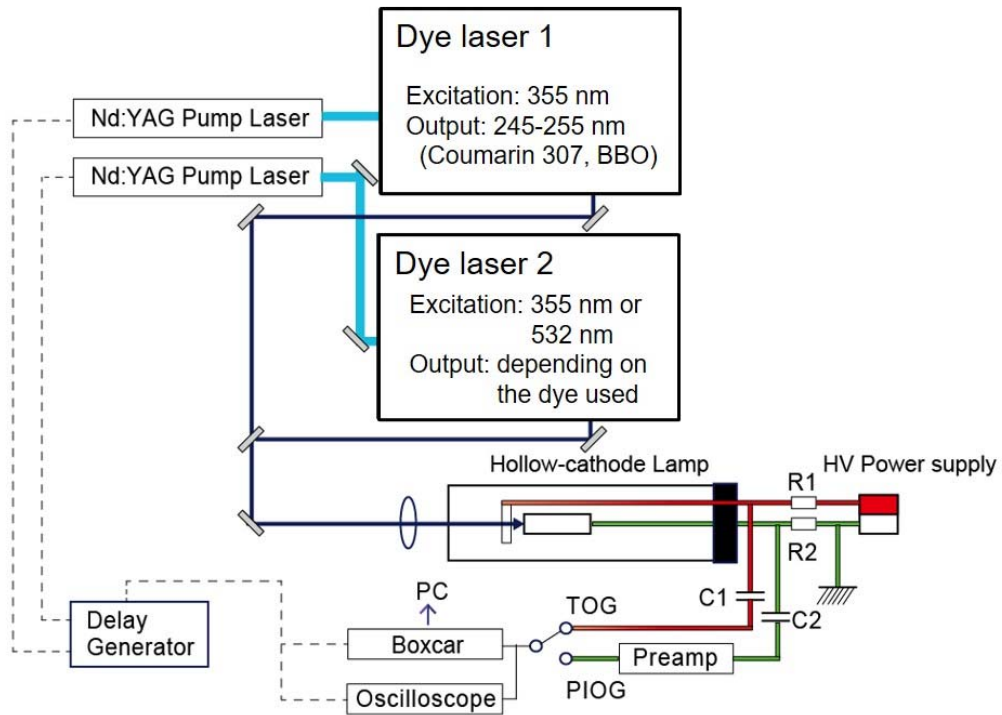 Dye laser 1
Excitation: 355 nm
Output: 245-255 nm
(Coumarin 307, BBO)
Nd:YAG Pump Laser
Nd:YAG Pump Laser
Dye laser 2
Excitation: 355 nm or
532 nm
Output: depending on
the dye used
Hollow-cathode Lamp
HV Power supply
R1
R2
C1
C2
PC
TOG
Delay
Generator
Boxcar
Preamp
PIOG
Oscilloscope